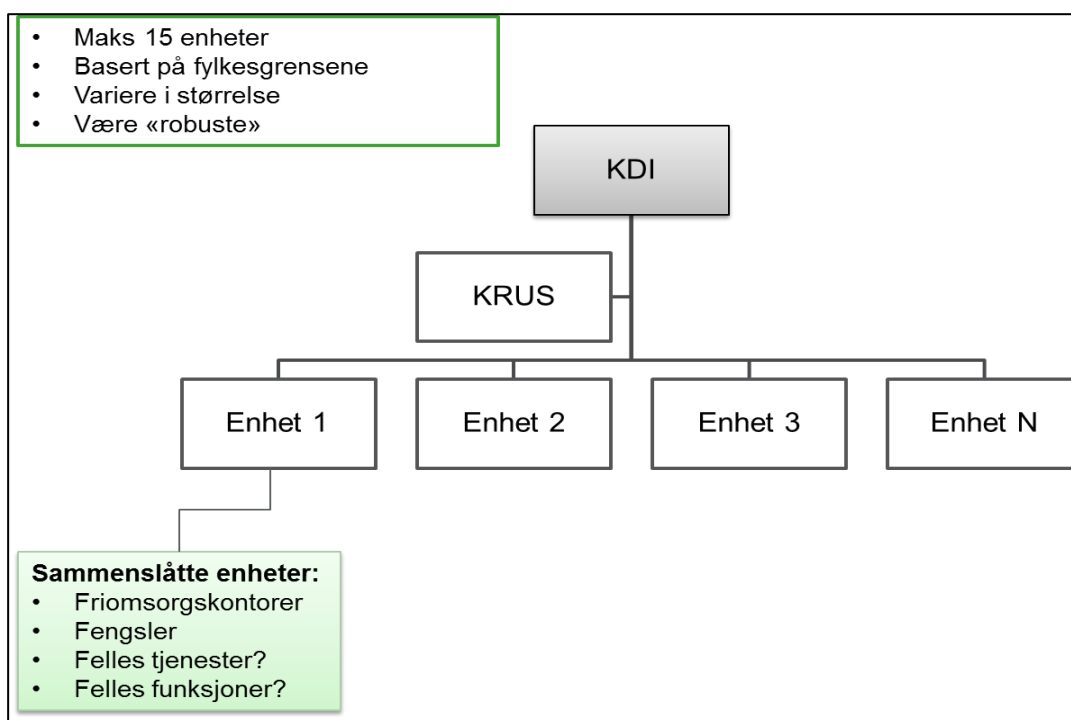 • Maks 15 enheter
• Basert på fylkesgrensene
• Variere i størrelse
• Være «robuste»
KDI
KRUS
Enhet 1
Enhet 2
Enhet 3
Enhet N
Sammenslåtte enheter:
• Friomsorgskontorer
• Fengsler
• Felles tjenester?
• Felles funksjoner?